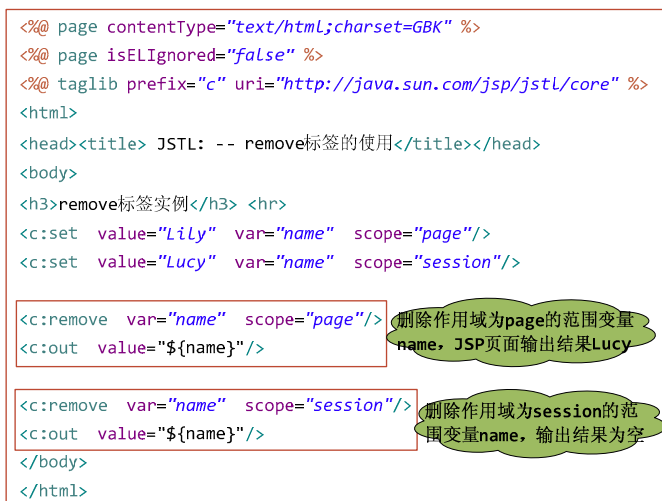 <%@ page contentType="text/html;charset=GBK" %>
<%@ page isELIgnored="false" %>
<%@ taglib prefix="c" uri="http://java.sun.com/jsp/jstl/core" %>
<html>
<head><title> JSTL: -- remove标签的使用</title></head>
<body>
<h3>remove标签实例</h3> <hr>
<c:set value="Lily" var="name" scope="page"/>
<c:set value="Lucy" var="name" scope="session"/>
<c:remove var="name" scope="page"/>
<c:out value="${name}"/>
删除作用域为page的范围变量
name，JSP页面输出结果Lucy
<c:remove var="name" scope="session"/>
<c:out value="${name}"/>
删除作用域为session的范
围变量name，输出结果为空
</body>
</html>